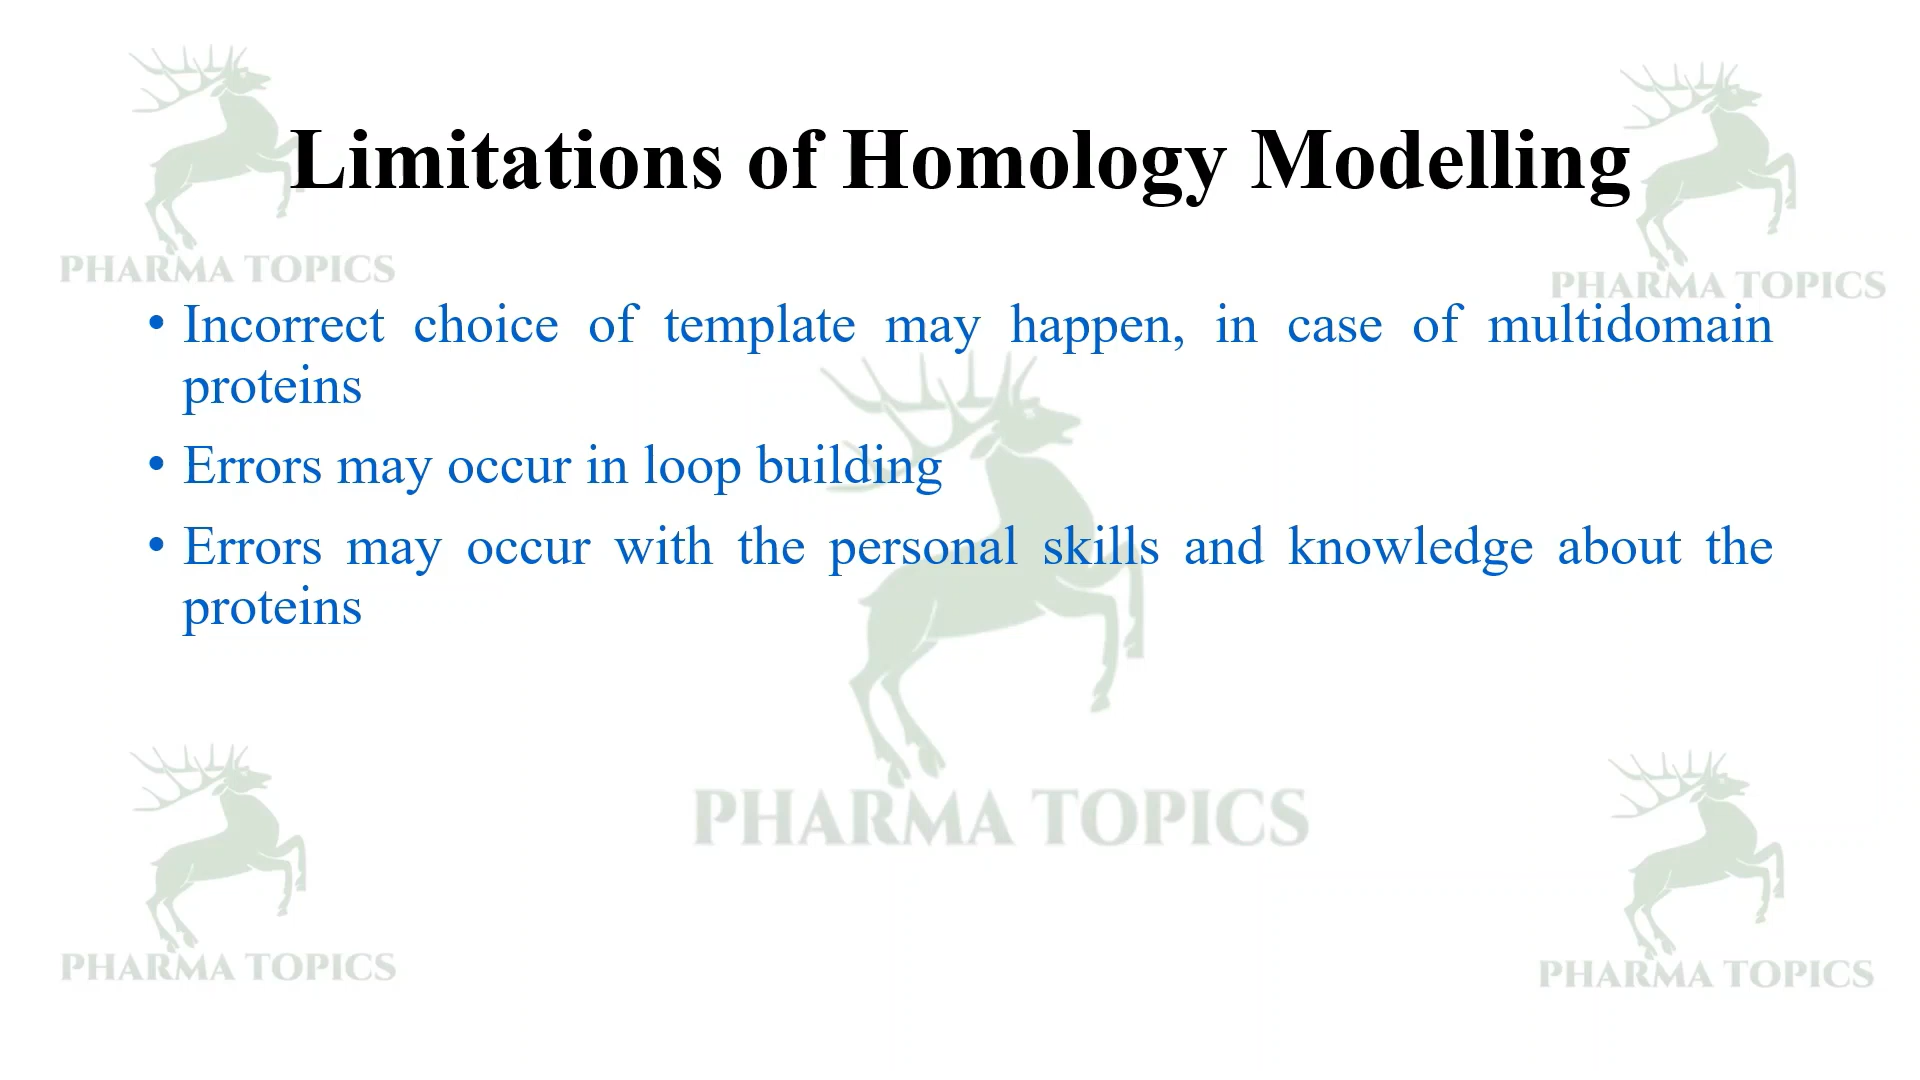 Limitations of Homology Modelling
PHARMA TOPICS
PHARMA TOPICS
• Incorrect choice of template may happen, in case of multidomain
proteins
• Errors may occur in loop building
• Errors may occur with the personal skills and knowledge about the
proteins
PHARMA TOPICS
PHARMA TOPICS
PHARMA TOPICS